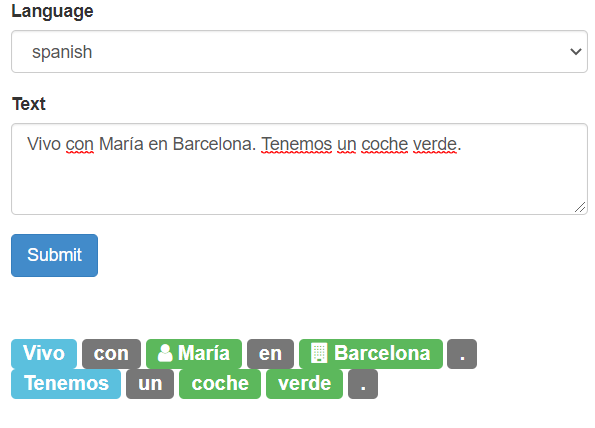 Language
spanish
Text
Vivo con María en Barcelona. Tenemos un coche verde.
Submit
Vivo con María en Barcelona .
Tenemos un coche verde .